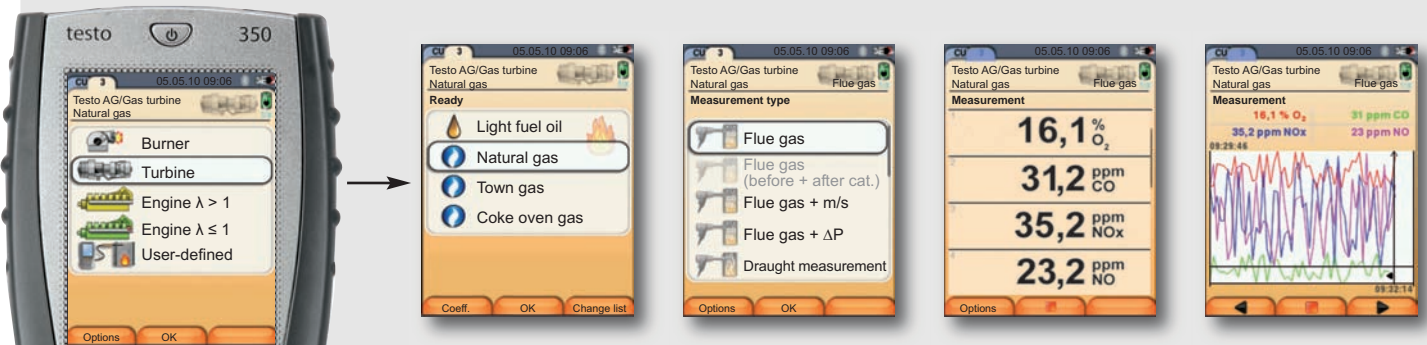 testo 350
CU 3 05.05.10 09:06
Testo AG/Gas turbine
Natural gas
Burner
Turbine
Engine λ > 1
Engine λ ≤ 1
User-defined
Options OK
CU 3 05.05.10 09:06
Testo AG/Gas turbine
Natural gas
Ready
Light fuel oil
Natural gas
Town gas
Coke oven gas
Coeff. OK Change list
CU 3 05.05.10 09:06
Testo AG/Gas turbine
Natural gas Flue gas
Measurement type
Flue gas
Flue gas
(before + after cat.)
Flue gas + m/s
Flue gas + ΔP
Draught measurement
Options OK
CU 05.05.10 09:06
Testo AG/Gas turbine
Natural gas Flue gas
Measurement
1
16,1 % O₂
2
31,2 ppm CO
3
35,2 ppm NOx
4
23,2 ppm NO
Options
CU 05.05.10 09:06
Testo AG/Gas turbine
Natural gas Flue gas
Measurement
16,1 % O₂ 31 ppm CO
35,2 ppm NOx 23 ppm NO
09:29:46
09:32:14